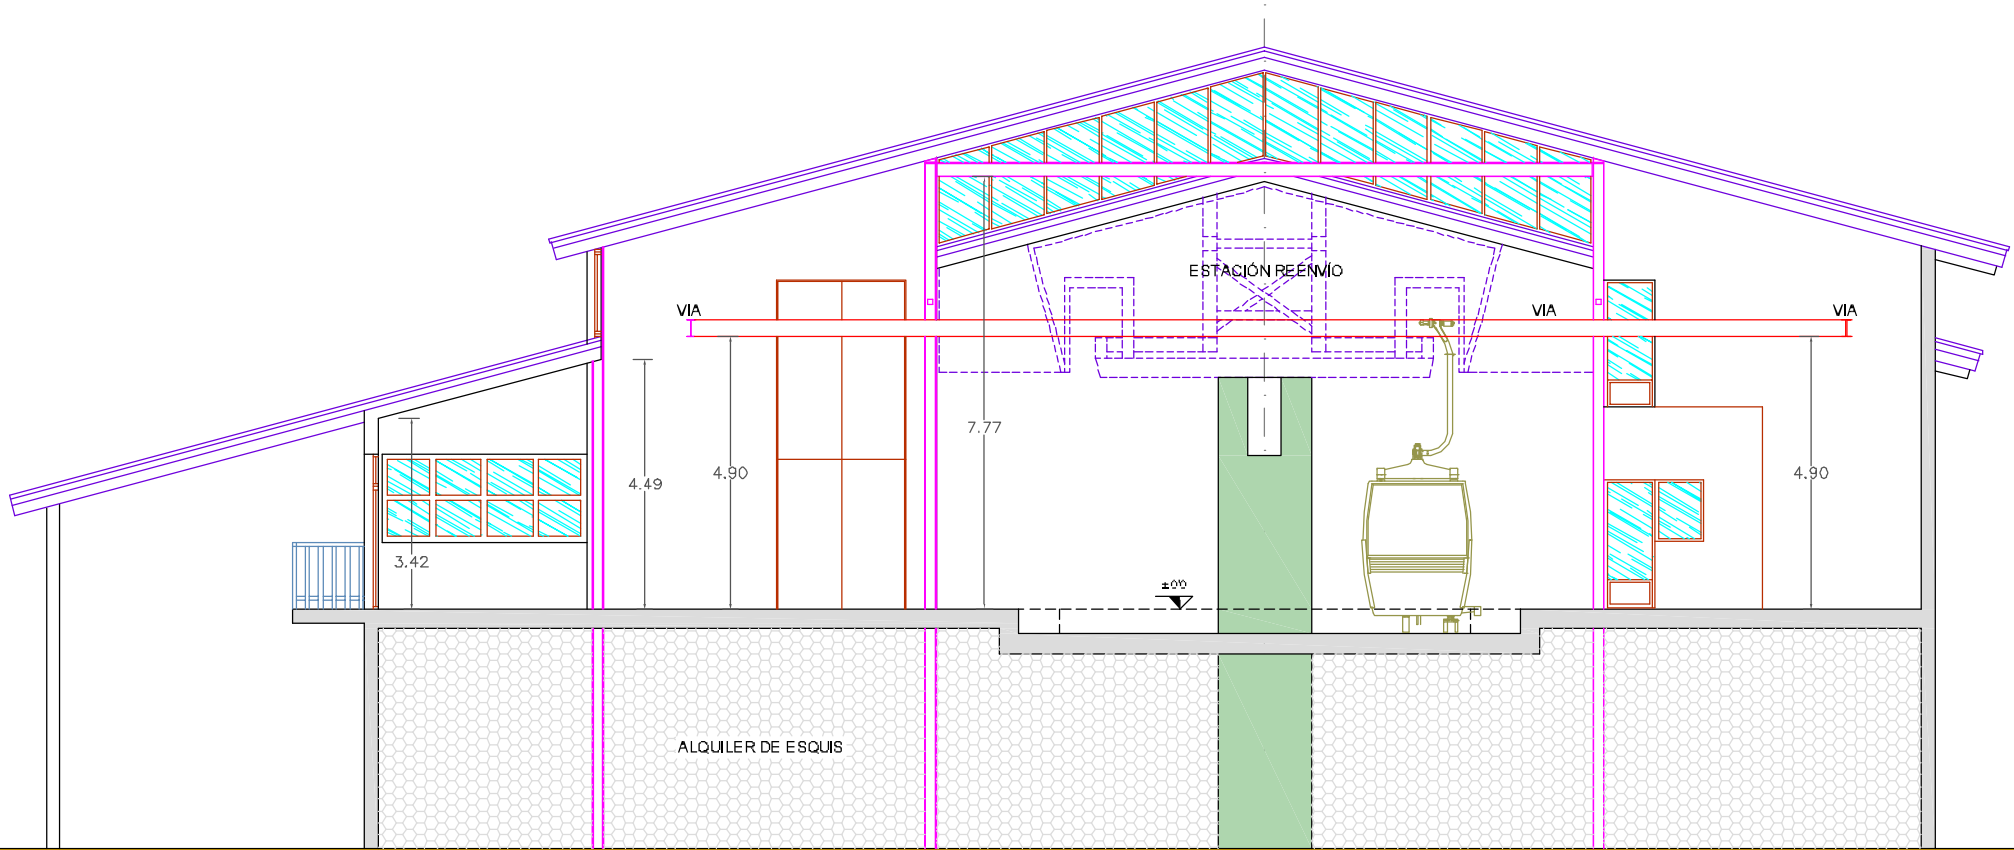 ESTACIÓN REENVÍO
VIA
VIA
VIA
7.77
4.90
4.49
4.90
3.42
±0'0
ALQUILER DE ESQUIS